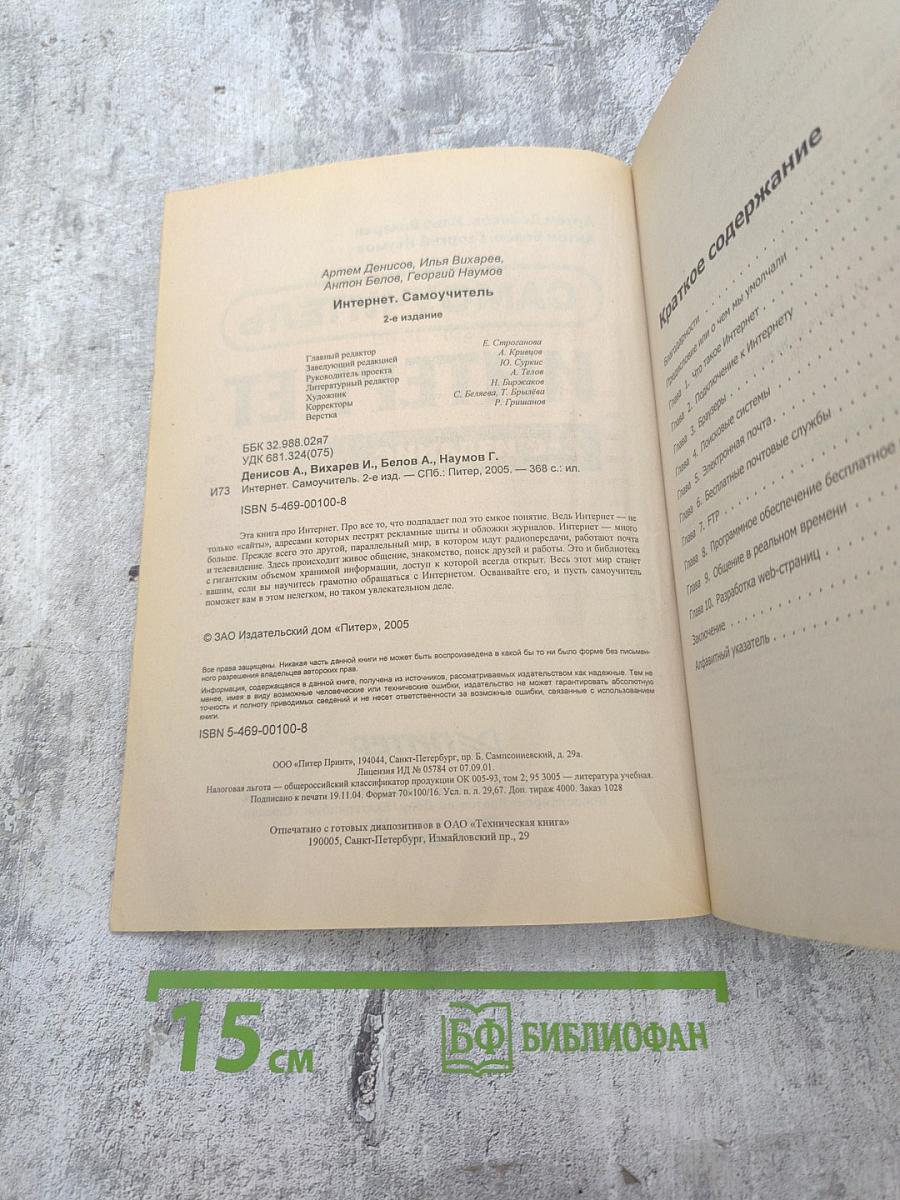 Артем Денисов, Илья Вихарев,
Антон Белов, Георгий Наумов
Интернет. Самоучитель
2-е издание
Главный редактор Е. Строганова
Заведующий редакцией А. Кривцов
Руководитель проекта Ю. Суркис
Литературный редактор А. Телов
Художник Н. Биржаков
Корректоры С. Беляева, Т. Брылёва
Верстка Р. Гришанов
ББК 32.988.02я7
УДК 681.324(075)
Денисов А., Вихарев И., Белов А., Наумов Г.
И73 Интернет. Самоучитель. 2-е изд. — СПб.: Питер, 2005. — 368 с.: ил.
ISBN 5-469-00100-8
Эта книга про Интернет. Про все то, что подпадает под это емкое понятие. Ведь Интернет — не
только «сайты», адресами которых пестрят рекламные щиты и обложки журналов. Интернет — много
больше. Прежде всего это другой, параллельный мир, в котором идут радиопередачи, работают почта
и телевидение. Здесь происходит живое общение, знакомство, поиск друзей и работы. Это и библиотека
с гигантским объемом хранимой информации, доступ к которой всегда открыт. Весь этот мир станет
вашим, если вы научитесь грамотно обращаться с Интернетом. Осваивайте его, и пусть самоучитель
поможет вам в этом нелегком, но таком увлекательном деле.
© ЗАО Издательский дом «Питер», 2005
Все права защищены. Никакая часть данной книги не может быть воспроизведена в какой бы то ни было форме без письмен-
ного разрешения владельцев авторских прав.
Информация, содержащаяся в данной книге, получена из источников, рассматриваемых издательством как надежные. Тем не
менее, имея в виду возможные человеческие или технические ошибки, издательство не может гарантировать абсолютную
точность и полноту приводимых сведений и не несет ответственности за возможные ошибки, связанные с использованием
книги.
ISBN 5-469-00100-8
ООО «Питер Принт», 194044, Санкт-Петербург, пр. Б. Сампсониевский, д. 29а.
Лицензия ИД № 05784 от 07.09.01.
Налоговая льгота — общероссийский классификатор продукции ОК 005-93, том 2; 95 3005 — литература учебная.
Подписано к печати 19.11.04. Формат 70×100/16. Усл. п. л. 29,67. Доп. тираж 4000. Заказ 1028
Отпечатано с готовых диапозитивов в ОАО «Техническая книга»
190005, Санкт-Петербург, Измайловский пр., 29
Краткое содержание
Благодарности
Предисловие или о чем мы умолчали
Глава 1. Что такое Интернет
Глава 2. Подключение к Интернету
Глава 3. Браузеры
Глава 4. Поисковые системы
Глава 5. Электронная почта
Глава 6. Бесплатные почтовые службы
Глава 7. FTP
Глава 8. Программное обеспечение бесплатное
Глава 9. Общение в реальном времени
Глава 10. Разработка web-страниц
Заключение
Алфавитный указатель
15 см
БФ БИБЛИОФАН